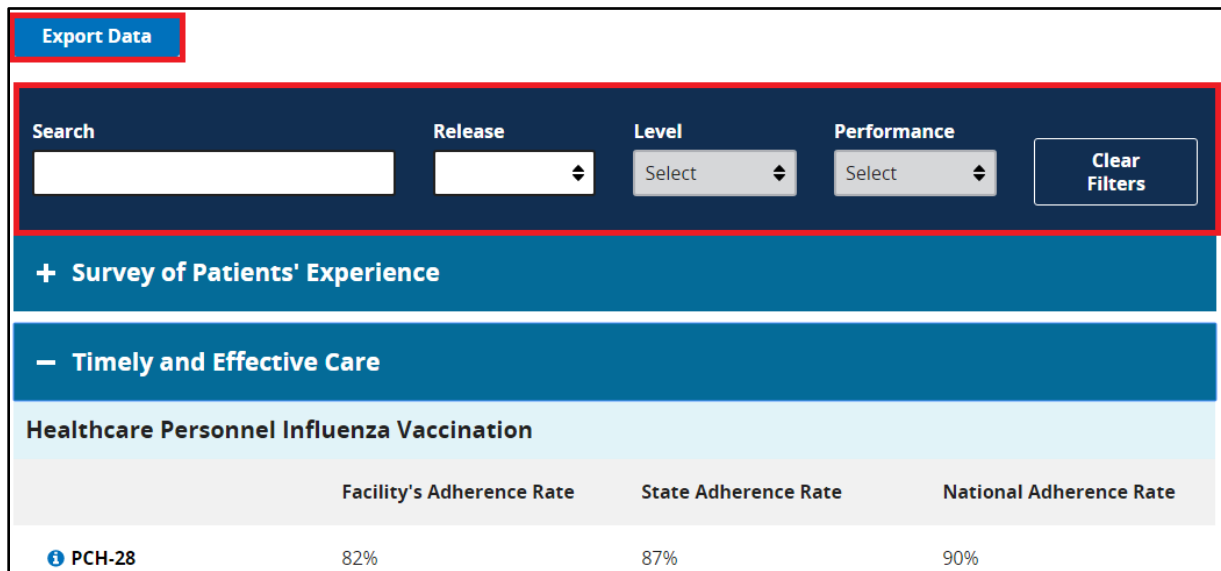 Export Data
Search Release Level Performance
Select Select Clear
Filters
+ Survey of Patients' Experience
− Timely and Effective Care
Healthcare Personnel Influenza Vaccination
Facility's Adherence Rate State Adherence Rate National Adherence Rate
PCH-28 82% 87% 90%